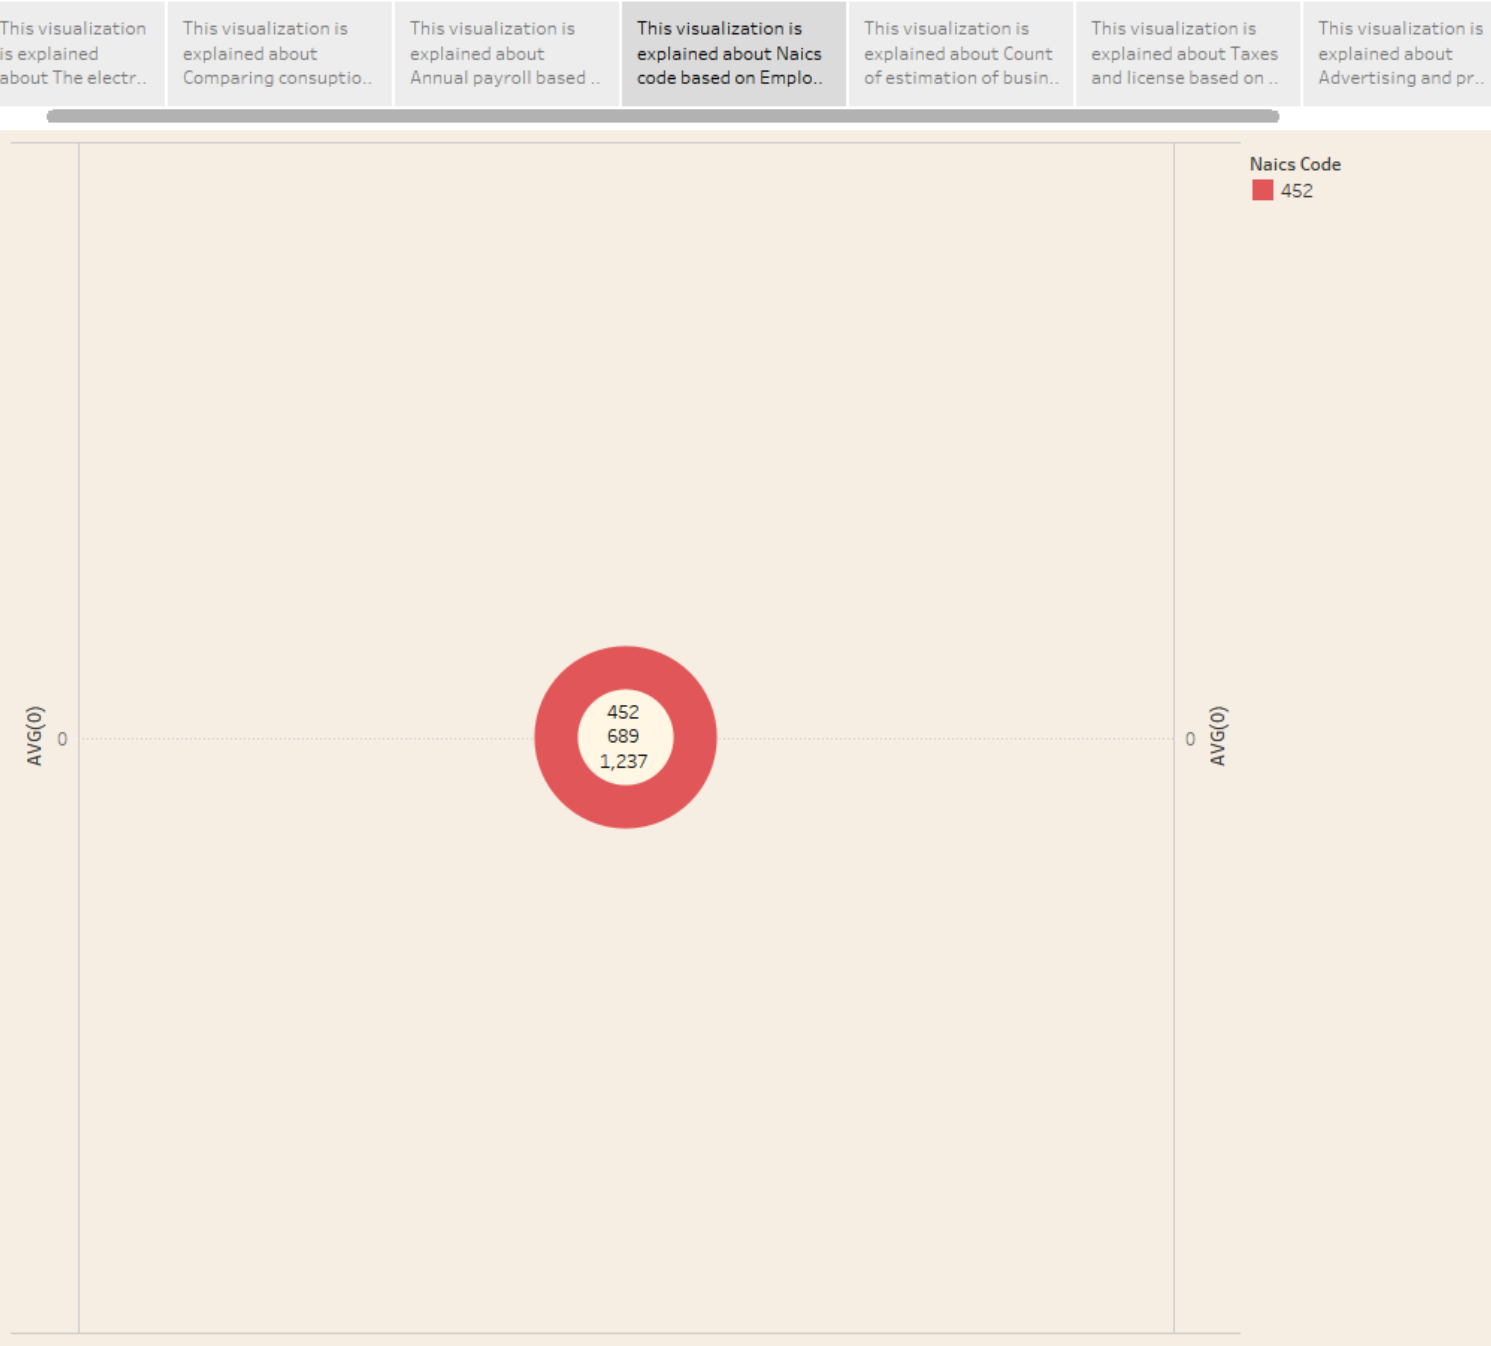 This visualization
is explained
about The electr..
This visualization is
explained about
Comparing consuptio..
This visualization is
explained about
Annual payroll based ..
This visualization is
explained about Naics
code based on Emplo..
This visualization is
explained about Count
of estimation of busin..
This visualization is
explained about Taxes
and license based on ..
This visualization is
explained about
Advertising and pr..
Naics Code
452
AVG(0)
0
452
689
1,237
0
AVG(0)